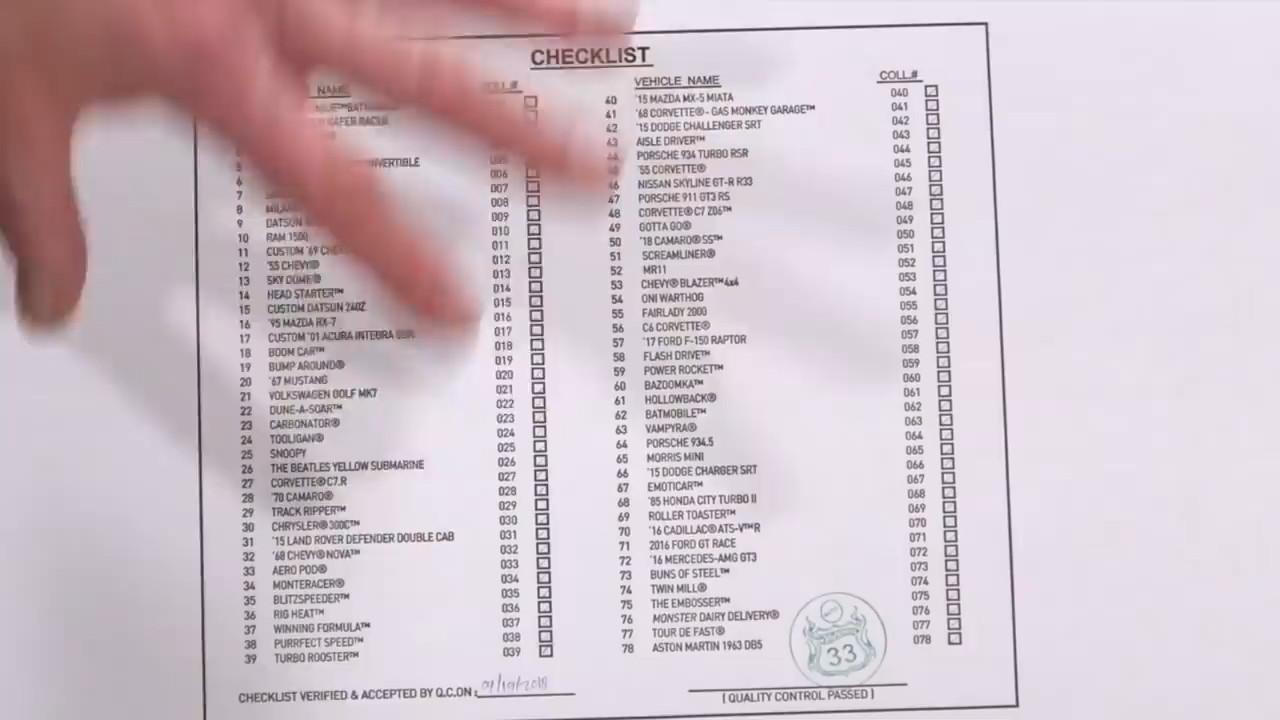 CHECKLIST
NAME
5 CONVERTIBLE
6 006
7 007
8 008
9 DATSUN 009
10 RAM 1500 010
11 CUSTOM '69 011
12 '55 CHEVY® 012
13 SKY DOME® 013
14 HEAD STARTER™ 014
15 CUSTOM DATSUN 240Z 015
16 '95 MAZDA RX-7 016
17 CUSTOM '01 ACURA INTEGRA 017
18 BOOM CAR™ 018
19 BUMP AROUND® 019
20 '67 MUSTANG 020
21 VOLKSWAGEN GOLF MK7 021
22 DUNE-A-SOAR™ 022
23 CARBONATOR® 023
24 TOOLIGAN® 024
25 SNOOPY 025
26 THE BEATLES YELLOW SUBMARINE 026
27 CORVETTE® C7.R 027
28 '70 CAMARO® 028
29 TRACK RIPPER™ 029
30 CHRYSLER® 300C™ 030
31 '15 LAND ROVER DEFENDER DOUBLE CAB 031
32 '68 CHEVY® NOVA™ 032
33 AERO POD® 033
34 MONTERACER® 034
35 BLITZSPEEDER™ 035
36 RIG HEAT™ 036
37 WINNING FORMULA™ 037
38 PURRFECT SPEED™ 038
39 TURBO ROOSTER™ 039
VEHICLE NAME COLL.#
40 '15 MAZDA MX-5 MIATA 040
41 '68 CORVETTE® - GAS MONKEY GARAGE™ 041
42 '15 DODGE CHALLENGER SRT 042
43 AISLE DRIVER™ 043
PORSCHE 934 TURBO RSR 044
'55 CORVETTE® 045
46 NISSAN SKYLINE GT-R R33 046
47 PORSCHE 911 GT3 RS 047
48 CORVETTE® C7 Z06™ 048
49 GOTTA GO® 049
50 '18 CAMARO® SS™ 050
51 SCREAMLINER® 051
52 MR11 052
53 CHEVY® BLAZER™ 4x4 053
54 ONI WARTHOG 054
55 FAIRLADY 2000 055
56 C6 CORVETTE® 056
57 '17 FORD F-150 RAPTOR 057
58 FLASH DRIVE™ 058
59 POWER ROCKET™ 059
60 BAZOOMKA™ 060
61 HOLLOWBACK® 061
62 BATMOBILE™ 062
63 VAMPYRA® 063
64 PORSCHE 934.5 064
65 MORRIS MINI 065
66 '15 DODGE CHARGER SRT 066
67 EMOTICAR™ 067
68 '85 HONDA CITY TURBO II 068
69 ROLLER TOASTER™ 069
70 '16 CADILLAC® ATS-V™R 070
71 2016 FORD GT RACE 071
72 '16 MERCEDES-AMG GT3 072
73 BUNS OF STEEL™ 073
74 TWIN MILL® 074
75 THE EMBOSSER™ 075
76 MONSTER DAIRY DELIVERY® 076
77 TOUR DE FAST® 077
78 ASTON MARTIN 1963 DB5 078
33
CHECKLIST VERIFIED & ACCEPTED BY Q.C.ON :
[ QUALITY CONTROL PASSED ]